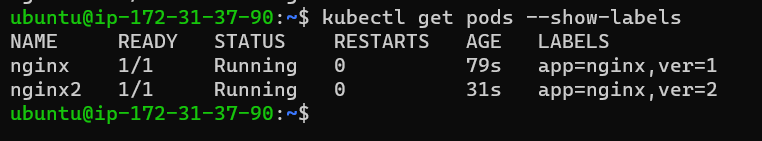 ubuntu@ip-172-31-37-90:~$ kubectl get pods --show-labels
NAME     READY   STATUS    RESTARTS   AGE   LABELS
nginx    1/1     Running   0          79s   app=nginx,ver=1
nginx2   1/1     Running   0          31s   app=nginx,ver=2
ubuntu@ip-172-31-37-90:~$